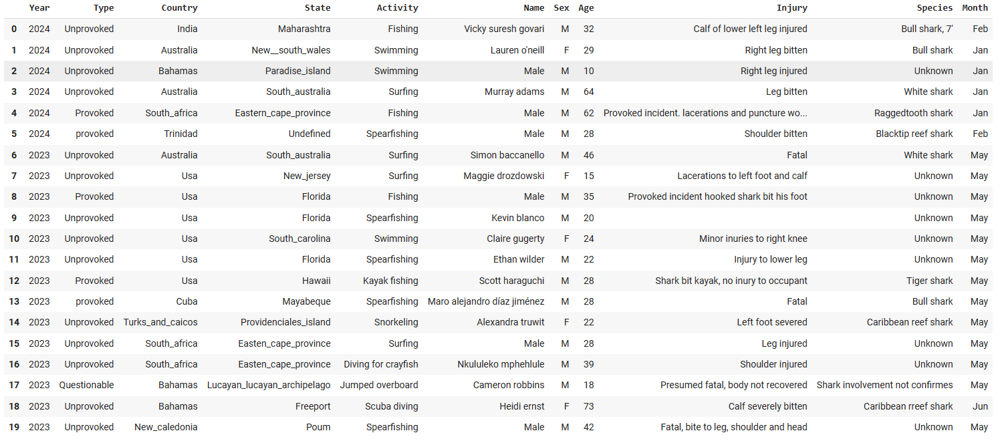 Year Type Country State Activity Name Sex Age Injury Species Month
0 2024 Unprovoked India Maharashtra Fishing Vicky suresh govari M 32 Calf of lower left leg injured Bull shark, 7' Feb
1 2024 Unprovoked Australia New__south_wales Swimming Lauren o'neill F 29 Right leg bitten Bull shark Jan
2 2024 Unprovoked Bahamas Paradise_island Swimming Male M 10 Right leg injured Unknown Jan
3 2024 Unprovoked Australia South_australia Surfing Murray adams M 64 Leg bitten White shark Jan
4 2024 Provoked South_africa Eastern_cape_province Fishing Male M 62 Provoked incident. lacerations and puncture wo... Raggedtooth shark Jan
5 2024 provoked Trinidad Undefined Spearfishing Male M 28 Shoulder bitten Blacktip reef shark Feb
6 2023 Unprovoked Australia South_australia Surfing Simon baccanello M 46 Fatal White shark May
7 2023 Unprovoked Usa New_jersey Surfing Maggie drozdowski F 15 Lacerations to left foot and calf Unknown May
8 2023 Provoked Usa Florida Fishing Male M 35 Provoked incident hooked shark bit his foot Unknown May
9 2023 Unprovoked Usa Florida Spearfishing Kevin blanco M 20 Unknown May
10 2023 Unprovoked Usa South_carolina Swimming Claire gugerty F 24 Minor inuries to right knee Unknown May
11 2023 Unprovoked Usa Florida Spearfishing Ethan wilder M 22 Injury to lower leg Unknown May
12 2023 Provoked Usa Hawaii Kayak fishing Scott haraguchi M 28 Shark bit kayak, no inury to occupant Tiger shark May
13 2023 provoked Cuba Mayabeque Spearfishing Maro alejandro díaz jiménez M 28 Fatal Bull shark May
14 2023 Unprovoked Turks_and_caicos Providenciales_island Snorkeling Alexandra truwit F 22 Left foot severed Caribbean reef shark May
15 2023 Unprovoked South_africa Easten_cape_province Surfing Male M 28 Leg injured Unknown May
16 2023 Unprovoked South_africa Easten_cape_province Diving for crayfish Nkululeko mphehlule M 39 Shoulder injured Unknown May
17 2023 Questionable Bahamas Lucayan_lucayan_archipelago Jumped overboard Cameron robbins M 18 Presumed fatal, body not recovered Shark involvement not confirmes May
18 2023 Unprovoked Bahamas Freeport Scuba diving Heidi ernst F 73 Calf severely bitten Caribbean rreef shark Jun
19 2023 Unprovoked New_caledonia Poum Spearfishing Male M 42 Fatal, bite to leg, shoulder and head Unknown May